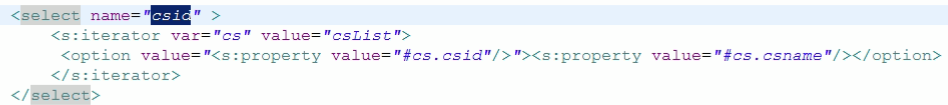 <select name="csid" >
<s:iterator var="cs" value="csList">
<option value="<s:property value="#cs.csid"/>"><s:property value="#cs.csname"/></option>
</s:iterator>
</select>